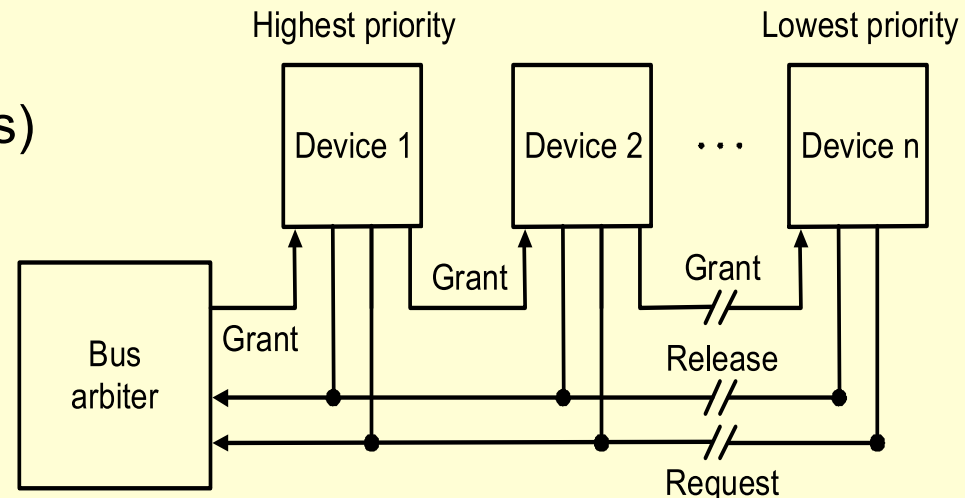 Highest priority
Lowest priority
s)
Device 1
Device 2
...
Device n
Grant
Grant
Grant
Bus
arbiter
Release
Request